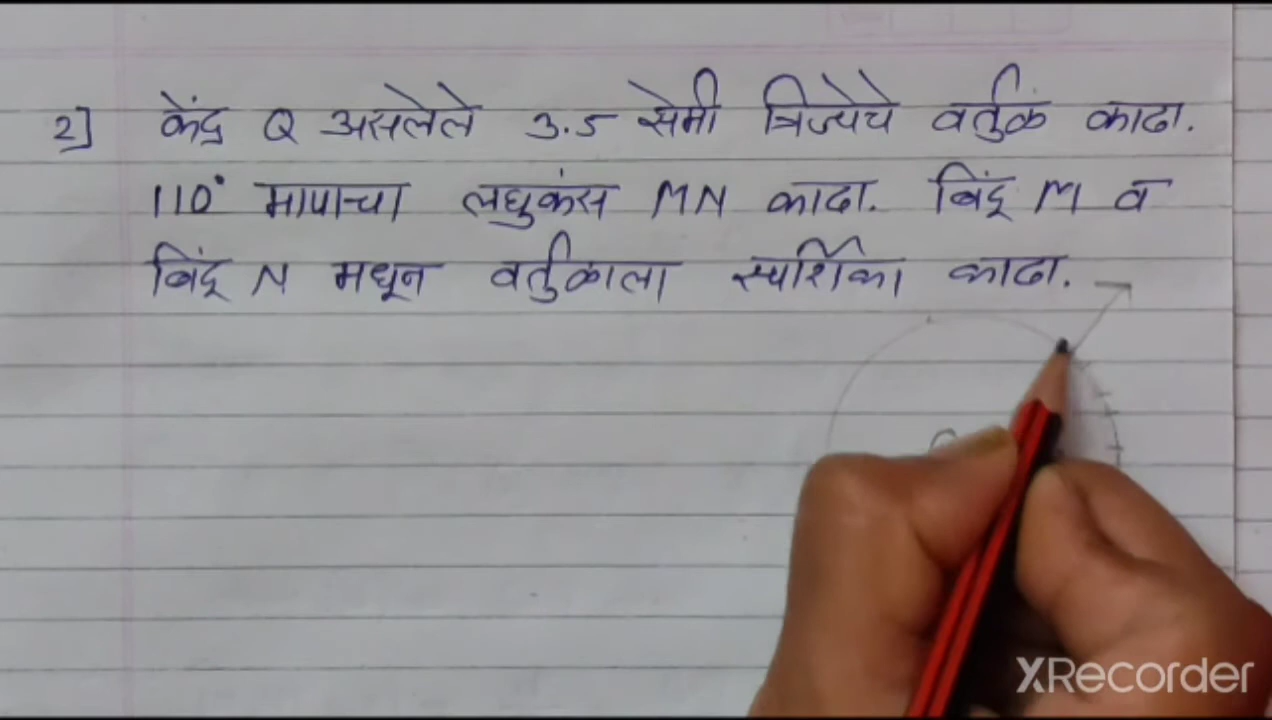 2] केंद्र Q असलेले 3.5 सेमी त्रिज्येचे वर्तुळ काढा.
110° मापाचा लघुकंस MN काढा. बिंदू M व
बिंदू N मधून वर्तुळाला स्पर्शिका काढा.
Q
XRecorder